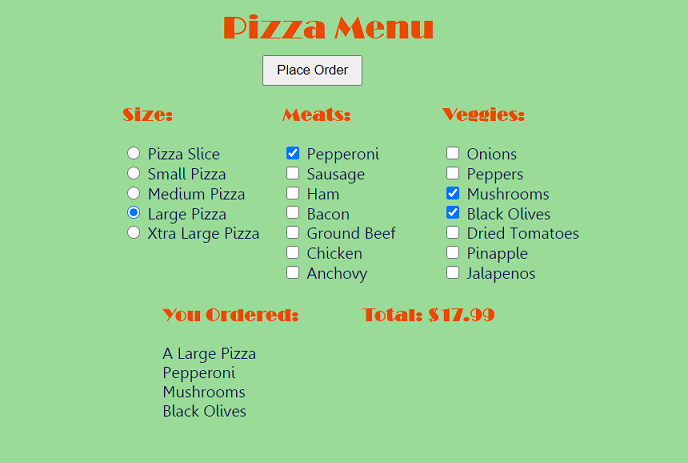 Pizza Menu
Place Order
Size:
Pizza Slice
Small Pizza
Medium Pizza
Large Pizza
Xtra Large Pizza
Meats:
Pepperoni
Sausage
Ham
Bacon
Ground Beef
Chicken
Anchovy
Veggies:
Onions
Peppers
Mushrooms
Black Olives
Dried Tomatoes
Pinapple
Jalapenos
You Ordered:
A Large Pizza
Pepperoni
Mushrooms
Black Olives
Total: $17.99